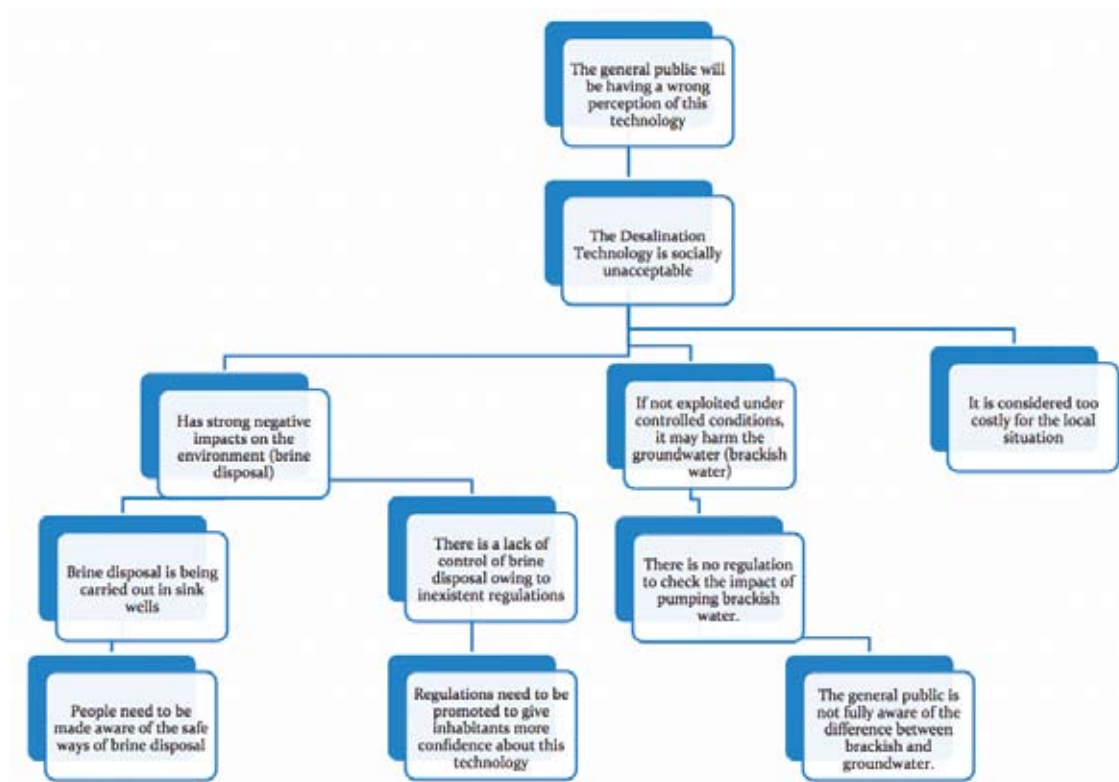 The general public will
be having a wrong
perception of this
technology
The Desalination
Technology is socially
unacceptable
Has strong negative
impacts on the
environment (brine
disposal)
If not exploited under
controlled conditions,
it may harm the
groundwater (brackish
water)
It is considered too
costly for the local
situation
Brine disposal is being
carried out in sink
wells
There is a lack of
control of brine
disposal owing to
inexistent regulations
There is no regulation
to check the impact of
pumping brackish
water.
People need to be
made aware of the safe
ways of brine disposal
Regulations need to be
promoted to give
inhabitants more
confidence about this
technology
The general public is
not fully aware of the
difference between
brackish and
groundwater.